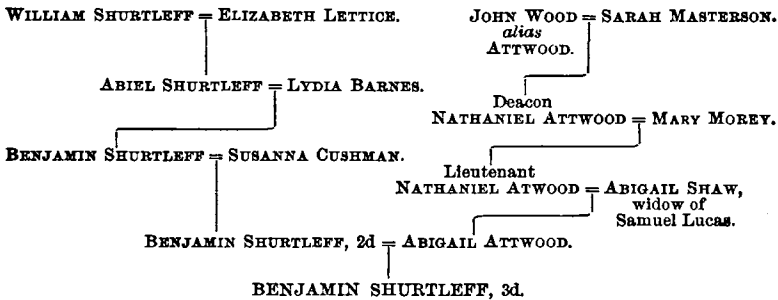 WILLIAM SHURTLEFF = ELIZABETH LETTICE.
JOHN WOOD = SARAH MASTERSON.
alias
ATTWOOD.
ABIEL SHURTLEFF = LYDIA BARNES.
Deacon
NATHANIEL ATTWOOD = MARY MOREY.
BENJAMIN SHURTLEFF = SUSANNA CUSHMAN.
Lieutenant
NATHANIEL ATWOOD = ABIGAIL SHAW,
widow of
Samuel Lucas.
BENJAMIN SHURTLEFF, 2d = ABIGAIL ATTWOOD.
BENJAMIN SHURTLEFF, 3d.